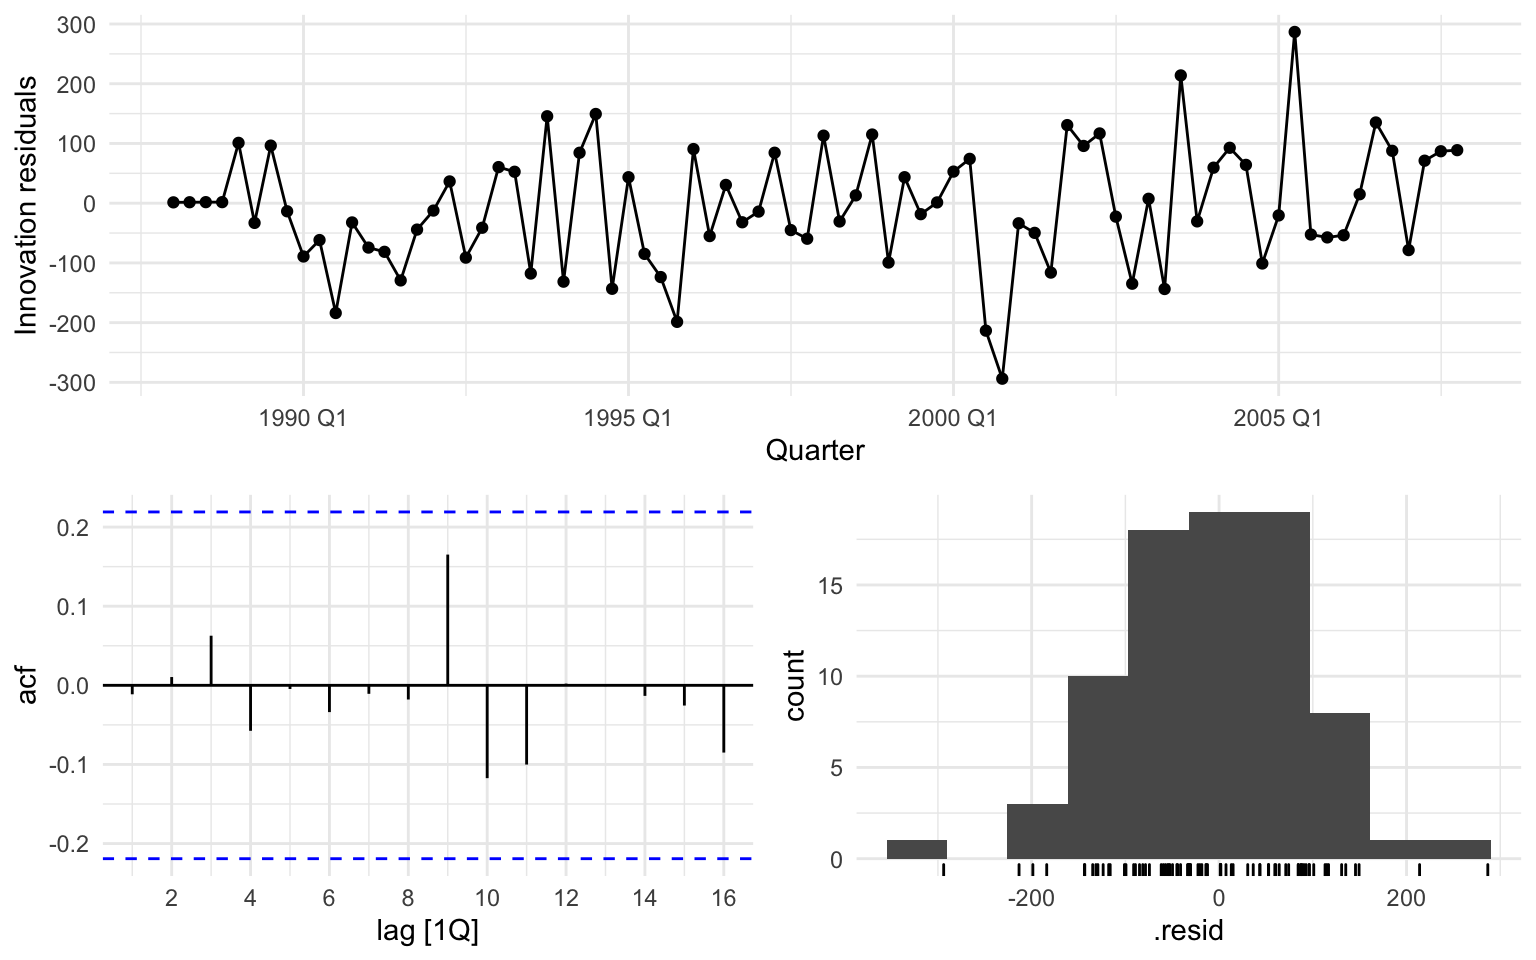 Innovation residuals
300
200
100
0
-100
-200
-300
1990 Q1 1995 Q1 2000 Q1 2005 Q1
Quarter
acf
0.2
0.1
0.0
-0.1
-0.2
2 4 6 8 10 12 14 16
lag [1Q]
count
15
10
5
0
-200 0 200
.resid